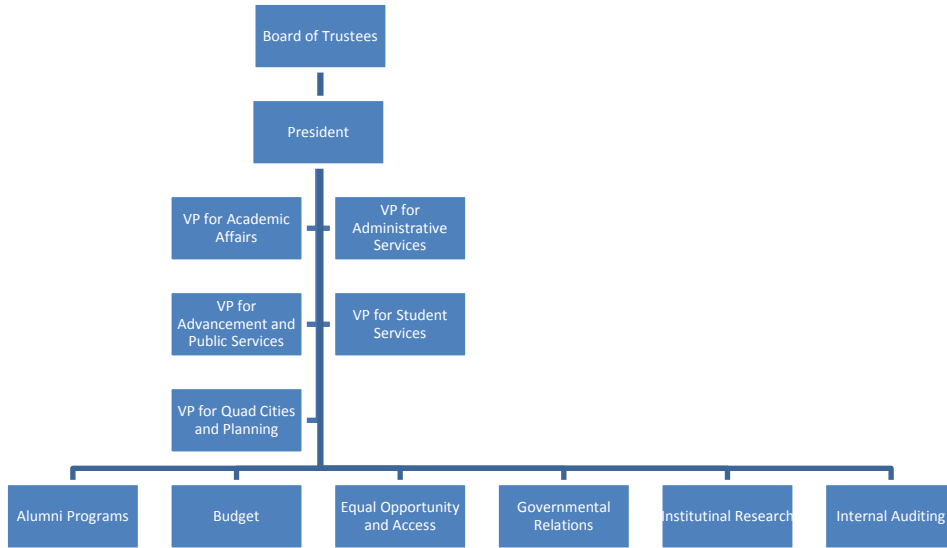 Board of Trustees
President
VP for Academic
Affairs
VP for
Administrative
Services
VP for
Advancement and
Public Services
VP for Student
Services
VP for Quad Cities
and Planning
Alumni Programs
Budget
Equal Opportunity
and Access
Governmental
Relations
Institutinal Research
Internal Auditing